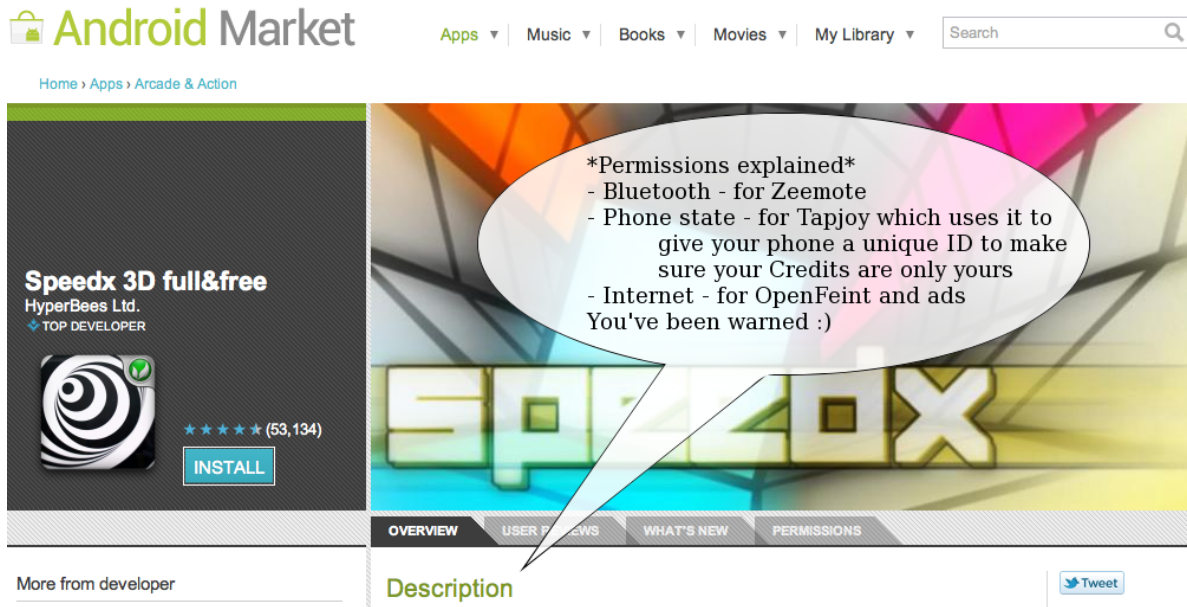 Android Market
Apps Music Books Movies My Library Search
Home › Apps › Arcade & Action
Speedx 3D full&free
HyperBees Ltd.
TOP DEVELOPER
(53,134)
INSTALL
*Permissions explained*
- Bluetooth - for Zeemote
- Phone state - for Tapjoy which uses it to
give your phone a unique ID to make
sure your Credits are only yours
- Internet - for OpenFeint and ads
You've been warned :)
speedx
OVERVIEW USER REVIEWS WHAT'S NEW PERMISSIONS
More from developer
Description
Tweet